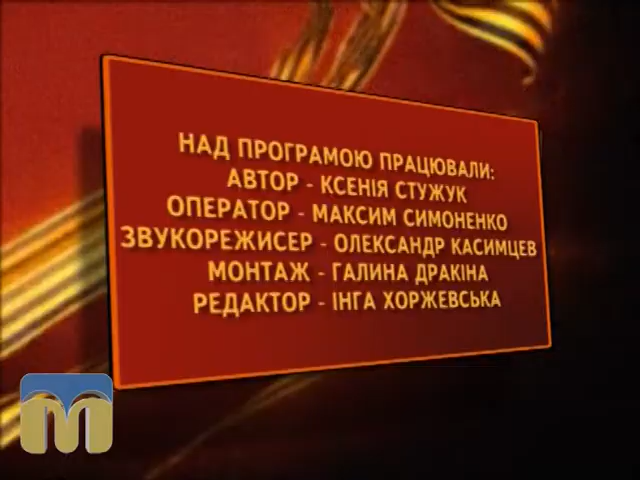 НАД ПРОГРАМОЮ ПРАЦЮВАЛИ:
АВТОР - КСЕНІЯ СТУЖУК
ОПЕРАТОР - МАКСИМ СИМОНЕНКО
ЗВУКОРЕЖИСЕР - ОЛЕКСАНДР КАСИМЦЕВ
МОНТАЖ - ГАЛИНА ДРАКІНА
РЕДАКТОР - ІНГА ХОРЖЕВСЬКА
М